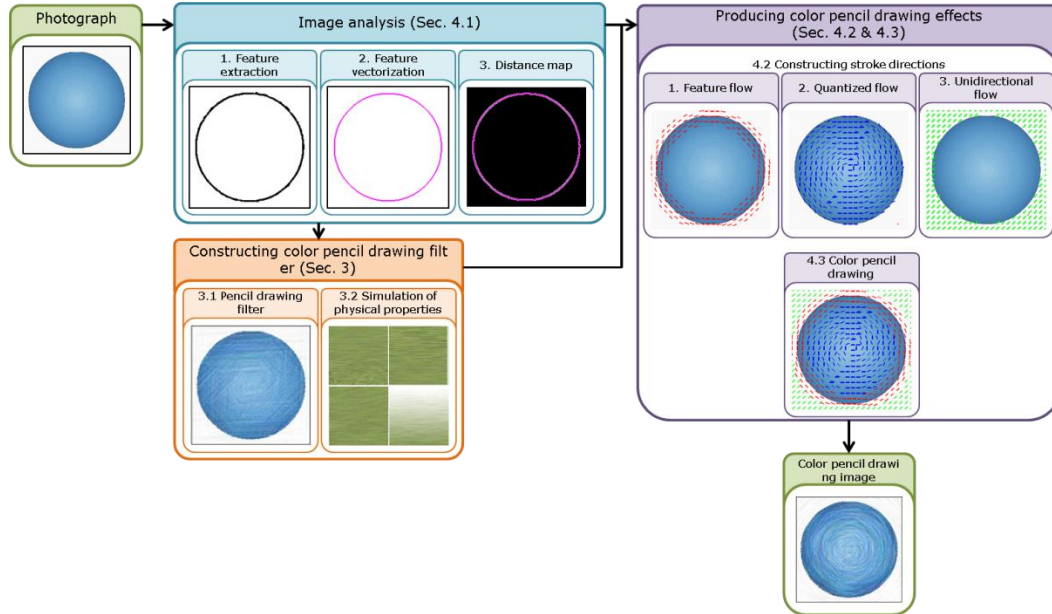 Photograph
Image analysis (Sec. 4.1)
1. Feature
extraction
2. Feature
vectorization
3. Distance map
Constructing color pencil drawing filt
er (Sec. 3)
3.1 Pencil drawing
filter
3.2 Simulation of
physical properties
Producing color pencil drawing effects
(Sec. 4.2 & 4.3)
4.2 Constructing stroke directions
1. Feature flow
2. Quantized flow
3. Unidirectional
flow
4.3 Color pencil
drawing
Color pencil drawi
ng image